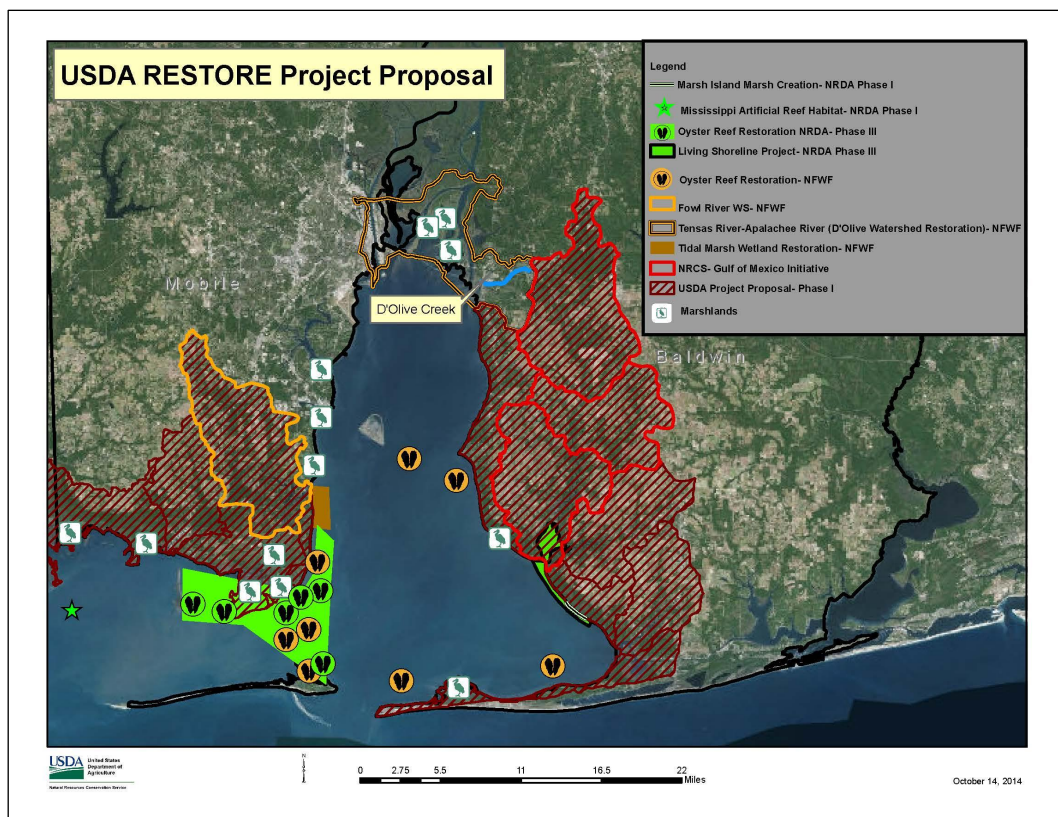 USDA RESTORE Project Proposal
Legend
Marsh Island Marsh Creation- NRDA Phase I
Mississippi Artificial Reef Habitat- NRDA Phase I
Oyster Reef Restoration NRDA- Phase III
Living Shoreline Project- NRDA Phase III
Oyster Reef Restoration- NFWF
Fowl River WS- NFWF
Tensas River-Apalachee River (D'Olive Watershed Restoration)- NFWF
Tidal Marsh Wetland Restoration- NFWF
NRCS- Gulf of Mexico Initiative
USDA Project Proposal- Phase I
Marshlands
Mobile
D'Olive Creek
Baldwin
USDA
United States
Department of
Agriculture
Natural Resources Conservation Service
N
0 2.75 5.5 11 16.5 22
Miles
October 14, 2014